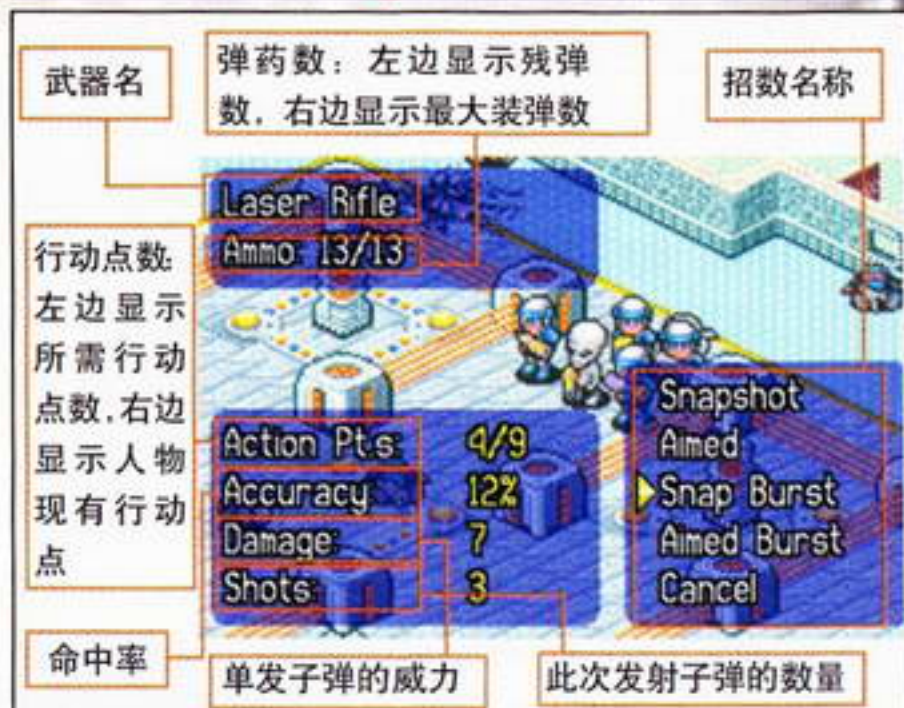 武器名
弹药数：左边显示残弹
数，右边显示最大装弹数
招数名称
Laser Rifle
Ammo: 13/13
行动点数:
左边显示
所需行动
点数,右边
显示人物
现有行动
点
Action Pt.s: 4/9
Accuracy: 12%
Damage: 7
Shots: 3
Snapshot
Aimed
Snap Burst
Aimed Burst
Cancel
命中率
单发子弹的威力
此次发射子弹的数量